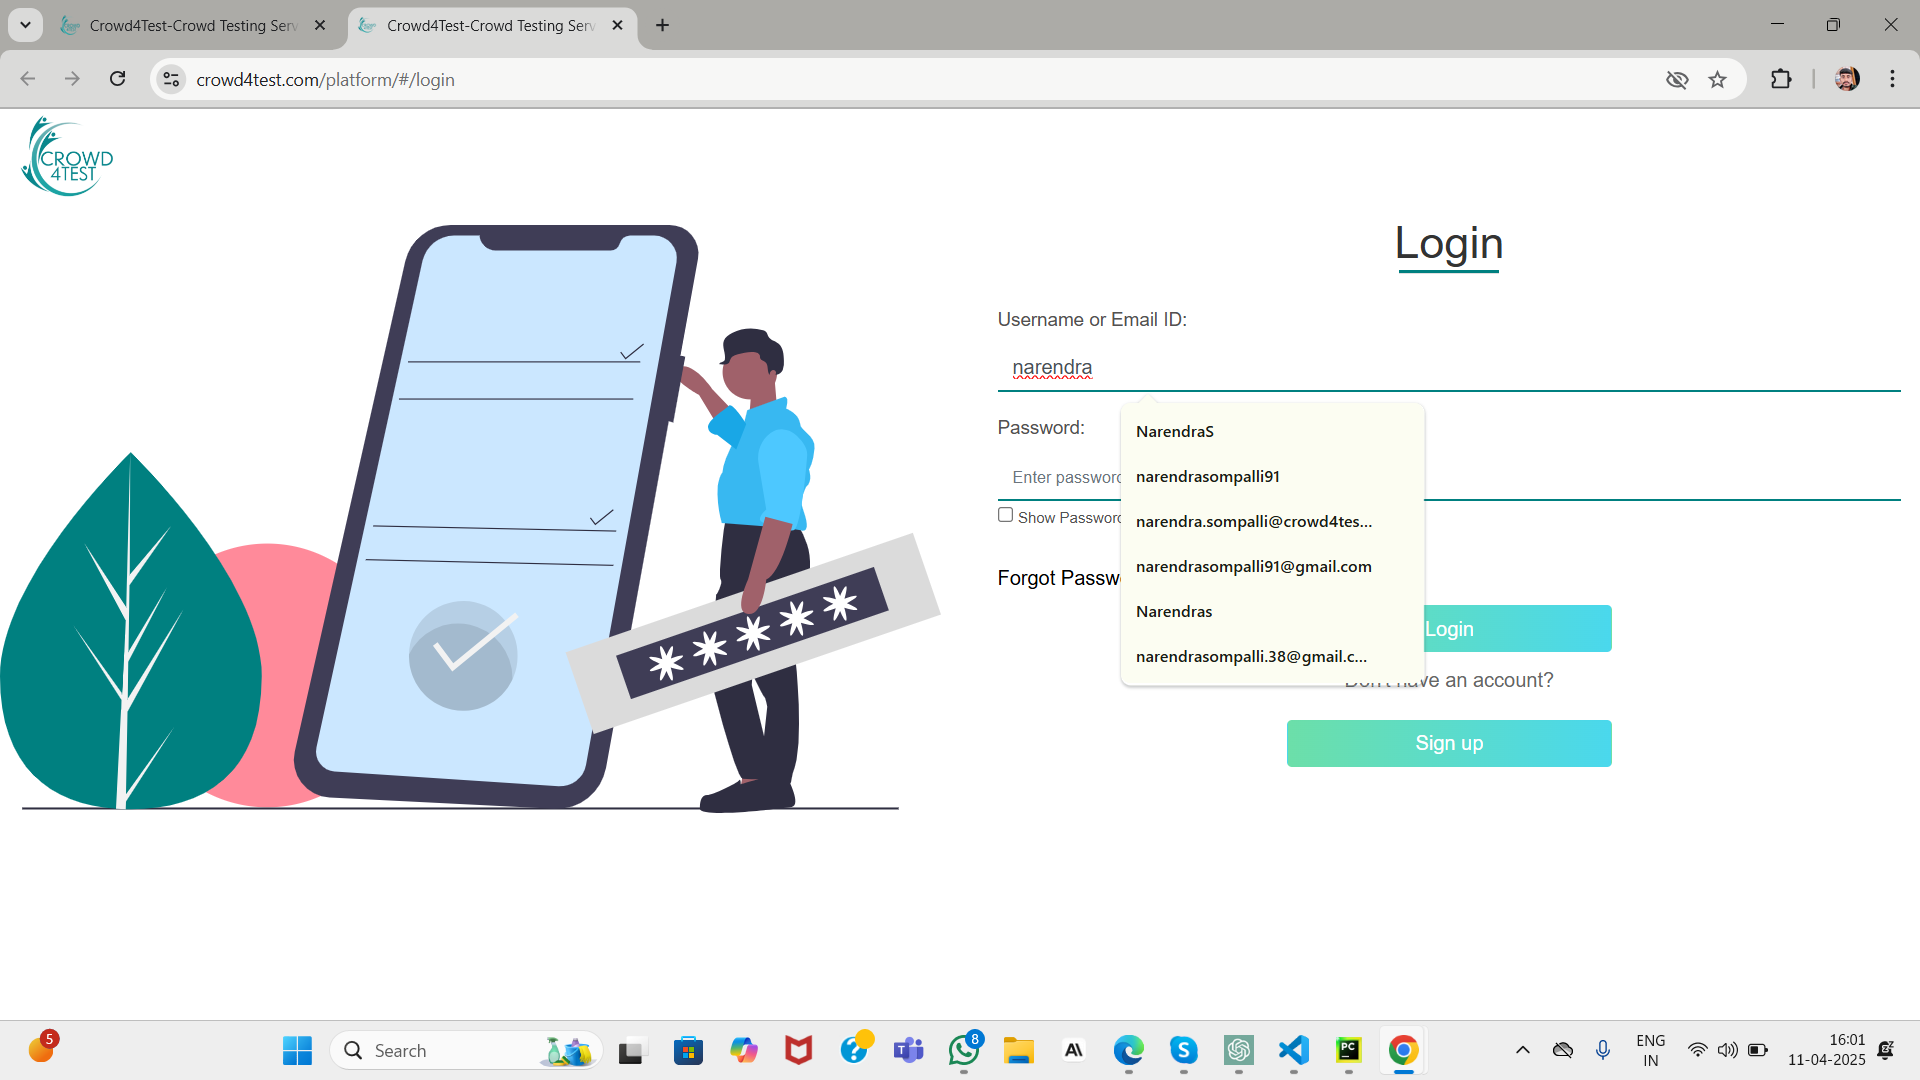 Crowd4Test-Crowd Testing Serv
Crowd4Test-Crowd Testing Serv
crowd4test.com/platform/#/login
CROWD
4TEST
Login
Username or Email ID:
narendra
Password:
Enter password
Show Password
Forgot Passw
NarendraS
narendrasompalli91
narendra.sompalli@crowd4tes...
narendrasompalli91@gmail.com
Narendras
narendrasompalli.38@gmail.c...
Login
Don't have an account?
Sign up
5
Search
8
ENG
IN
16:01
11-04-2025